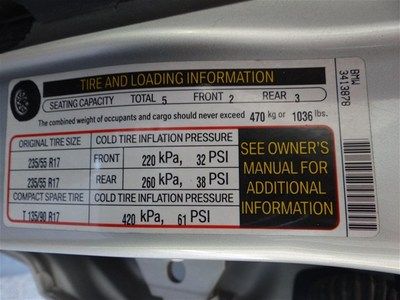 TIRE AND LOADING INFORMATION
SEATING CAPACITY TOTAL 5 FRONT 2 REAR 3
The combined weight of occupants and cargo should never exceed 470 kg or 1036 lbs.
ORIGINAL TIRE SIZE COLD TIRE INFLATION PRESSURE
235/55 R17 FRONT 220 kPa, 32 PSI
235/55 R17 REAR 260 kPa, 38 PSI
COMPACT SPARE TIRE COLD TIRE INFLATION PRESSURE
T 135/90 R17 420 kPa, 61 PSI
SEE OWNER'S
MANUAL FOR
ADDITIONAL
INFORMATION
BMW
3413878